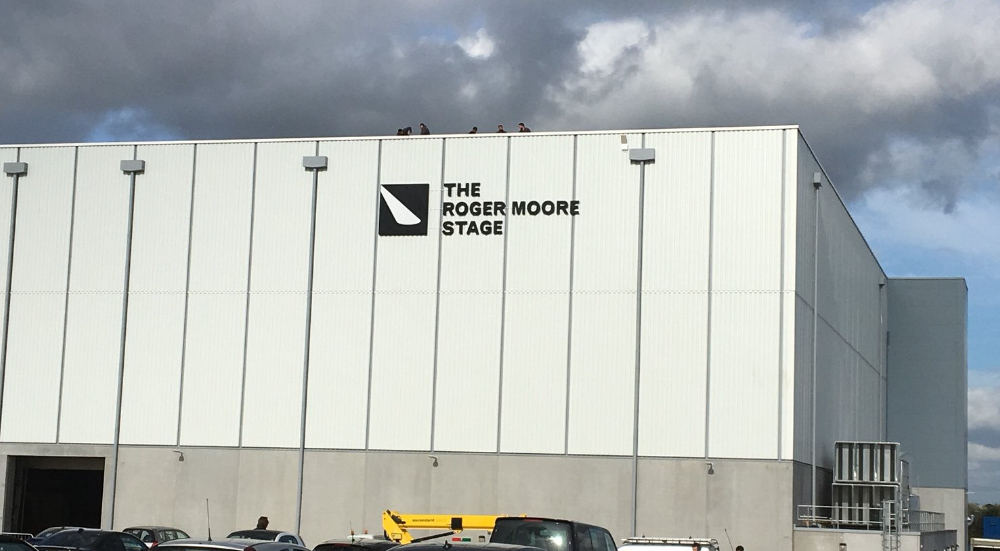 THE
ROGER MOORE
STAGE